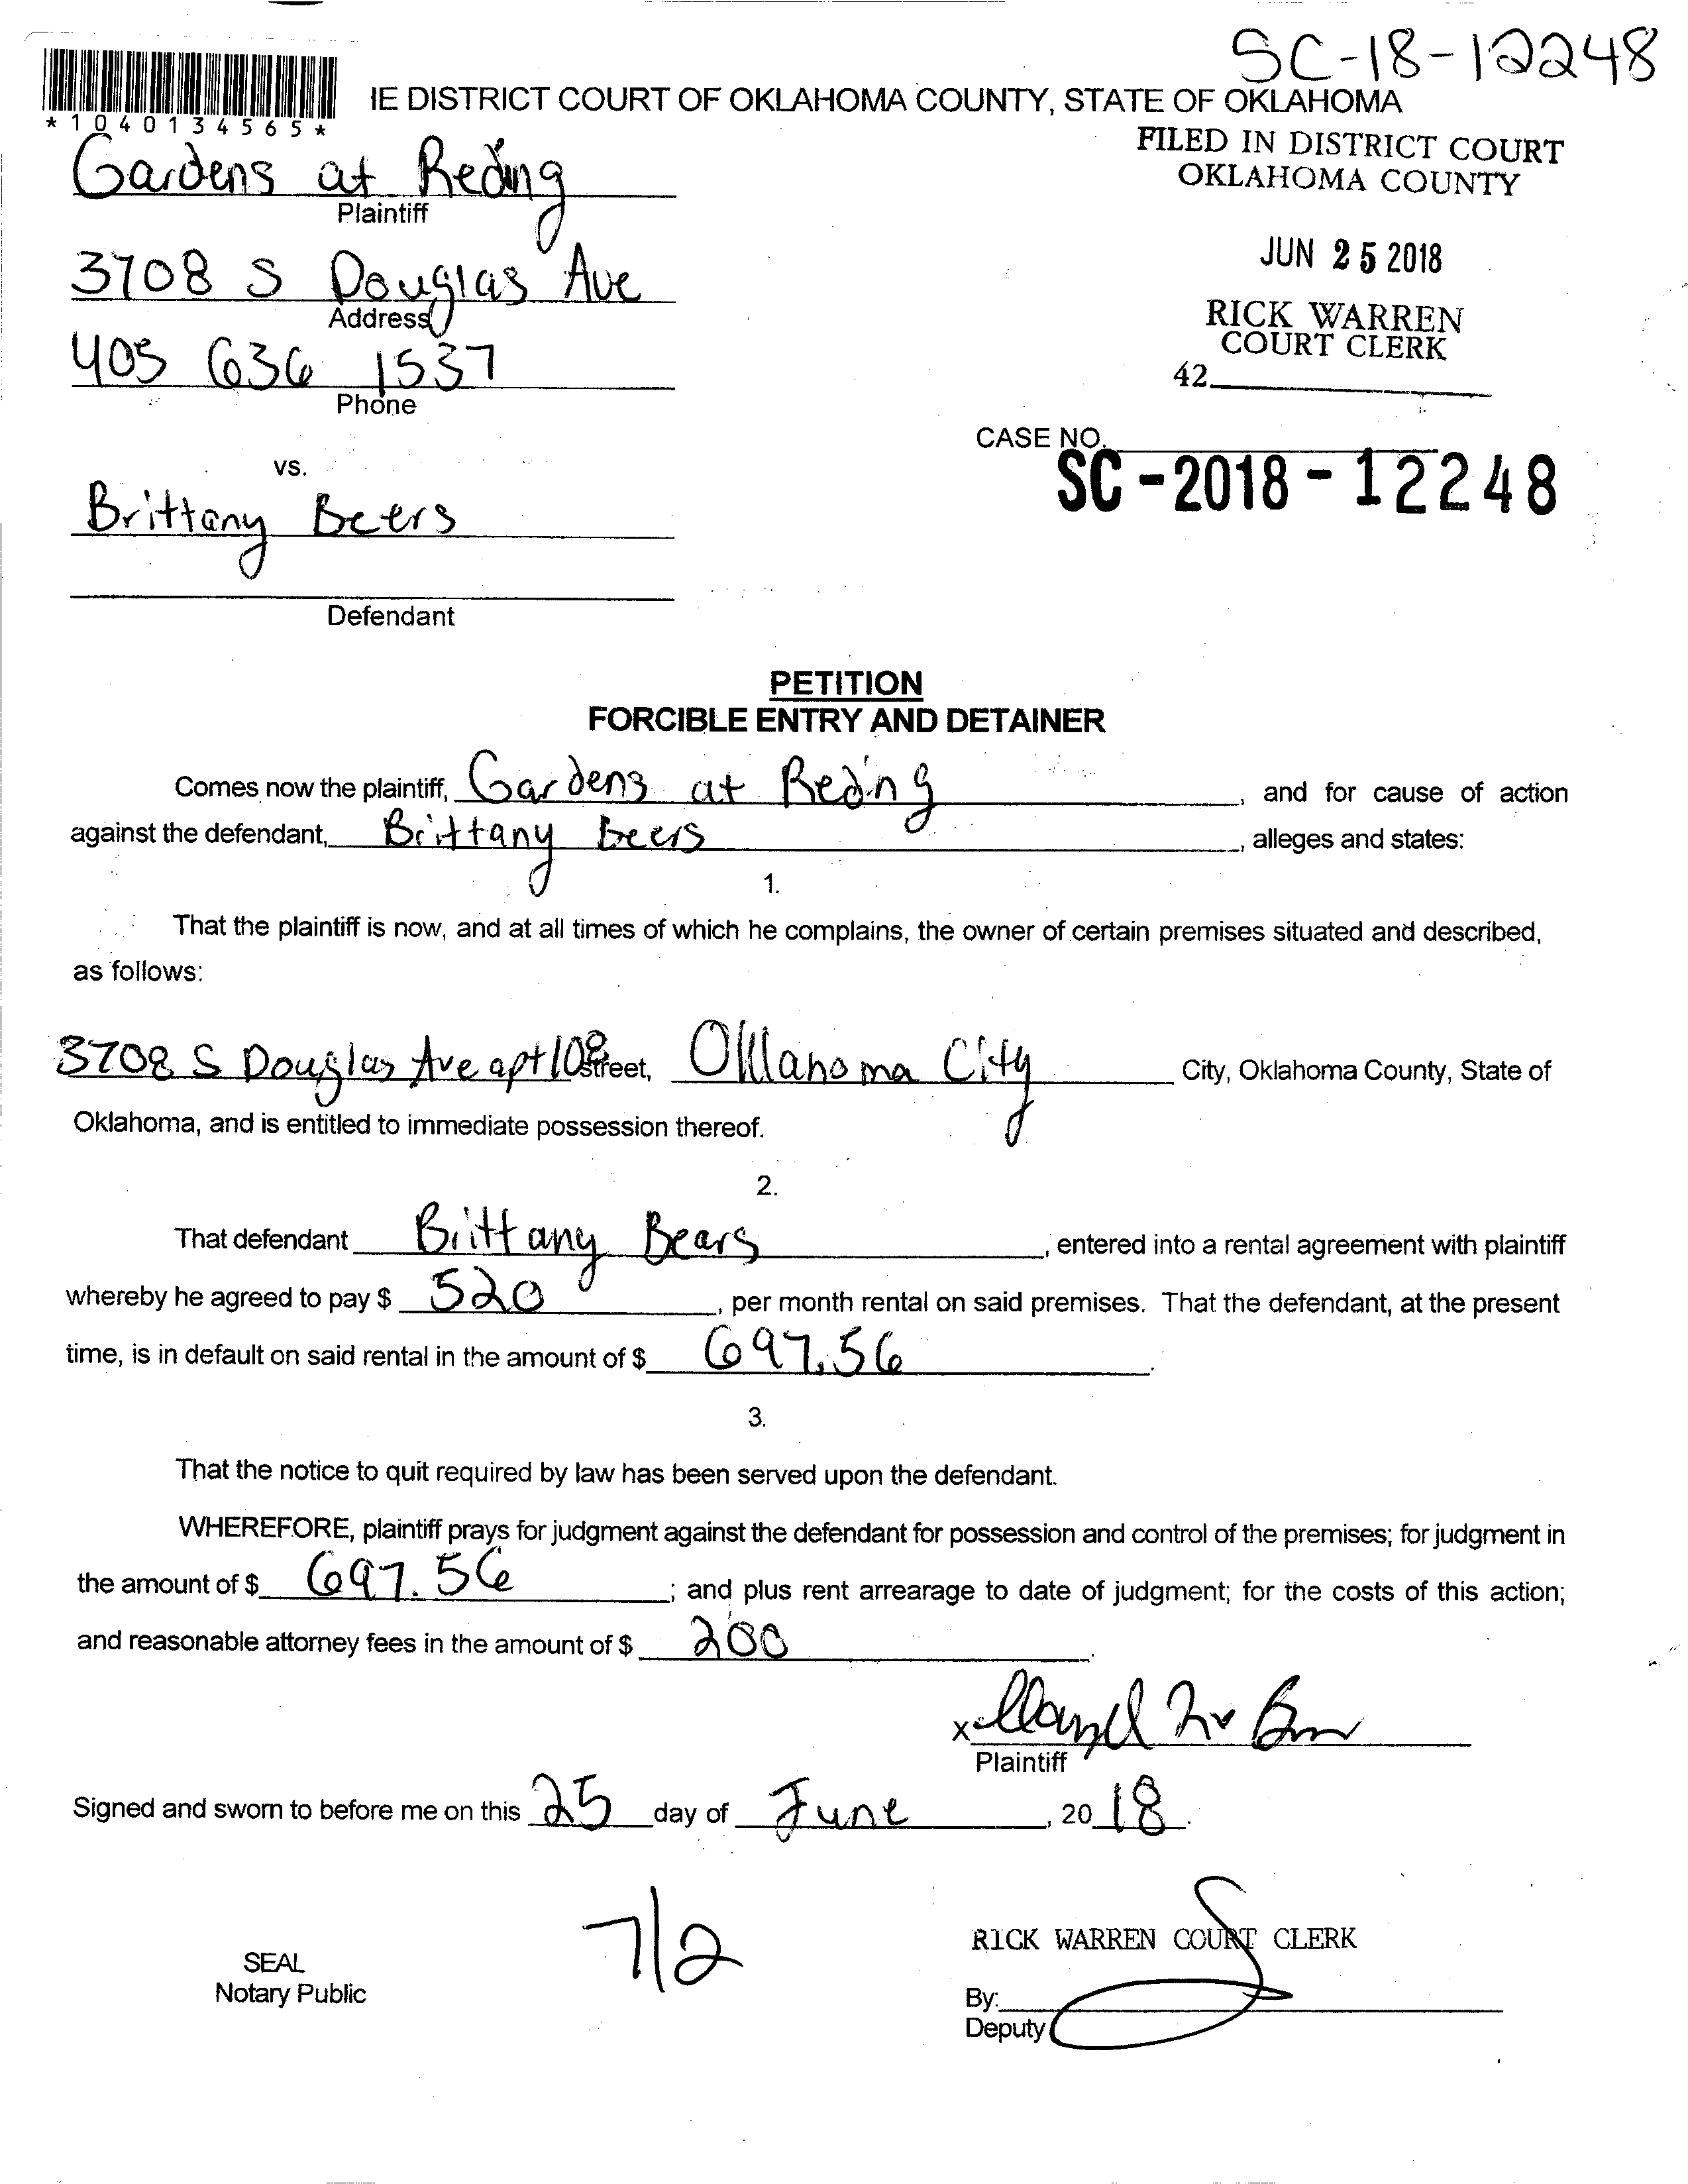 SC-18-12248
IE DISTRICT COURT OF OKLAHOMA COUNTY, STATE OF OKLAHOMA
*1040134565*
FILED IN DISTRICT COURT
OKLAHOMA COUNTY
Gardens at Reding
Plaintiff
JUN 25 2018
3708 S Douglas Ave
Address
RICK WARREN
COURT CLERK
405 636 1537
42
Phone
CASE NO.
SC-2018-12248
vs.
Brittany Beers
Defendant
PETITION
FORCIBLE ENTRY AND DETAINER
Comes now the plaintiff, Gardens at Reding, and for cause of action
against the defendant, Brittany Beers, alleges and states:
1.
That the plaintiff is now, and at all times of which he complains, the owner of certain premises situated and described,
as follows:
3708 S Douglas Ave apt 108 street, Oklahoma City City, Oklahoma County, State of
Oklahoma, and is entitled to immediate possession thereof.
2.
That defendant Brittany Bears, entered into a rental agreement with plaintiff
whereby he agreed to pay $ 520, per month rental on said premises. That the defendant, at the present
time, is in default on said rental in the amount of $ 697.56.
3.
That the notice to quit required by law has been served upon the defendant.
WHEREFORE, plaintiff prays for judgment against the defendant for possession and control of the premises; for judgment in
the amount of $ 697.56; and plus rent arrearage to date of judgment; for the costs of this action;
and reasonable attorney fees in the amount of $ 200.
x
Plaintiff
Signed and sworn to before me on this 25 day of June, 20 18.
7/2
RICK WARREN COURT CLERK
SEAL
Notary Public
By:
Deputy